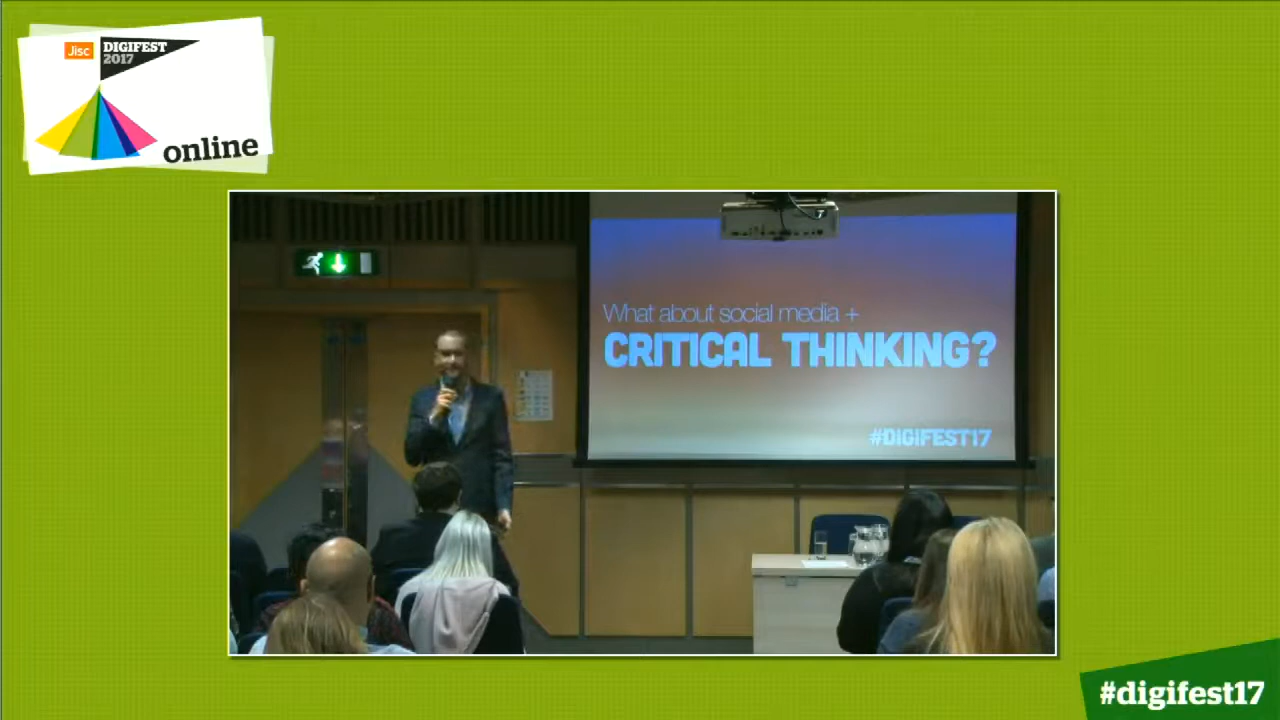 Jisc
DIGIFEST
2017
online
What about social media +
CRITICAL THINKING?
#DIGIFEST17
#digifest17